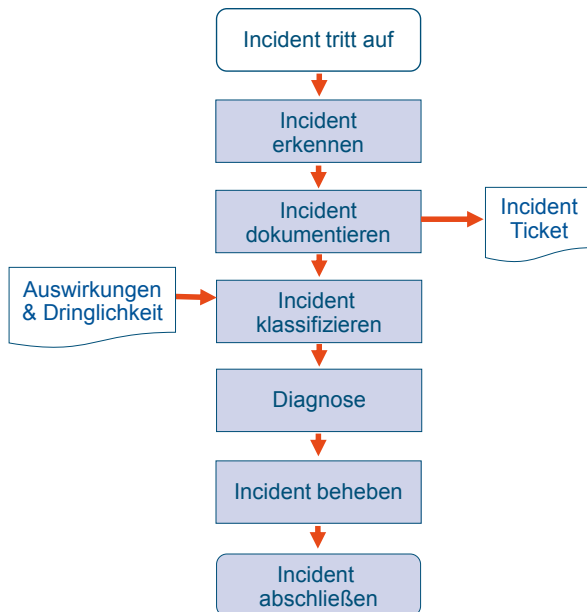 Incident tritt auf
Incident
erkennen
Incident
dokumentieren
Incident
Ticket
Auswirkungen
& Dringlichkeit
Incident
klassifizieren
Diagnose
Incident beheben
Incident
abschließen